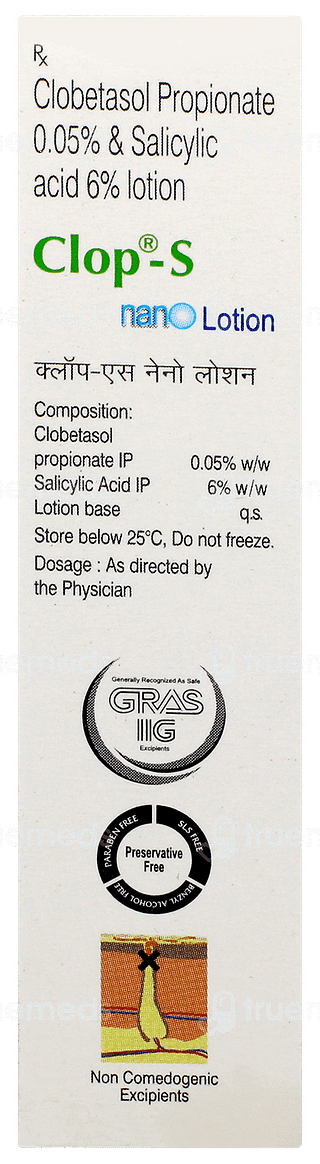 Rx
Clobetasol Propionate
0.05% & Salicylic
acid 6% lotion
Clop®-S
nano Lotion
क्लॉप-एस नेनो लोशन
Composition:
Clobetasol
propionate IP 0.05% w/w
Salicylic Acid IP 6% w/w
Lotion base q.s.
Store below 25°C, Do not freeze.
Dosage : As directed by
the Physician
Generally Recognized As Safe
GRAS
IIG
Excipients
PARABEN FREE
SLS FREE
Preservative
Free
BENZYL ALCOHOL FREE
Non Comedogenic
Excipients
truemeds